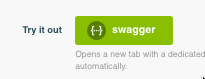 Try it out
swagger
Opens a new tab with a dedicated
automatically.